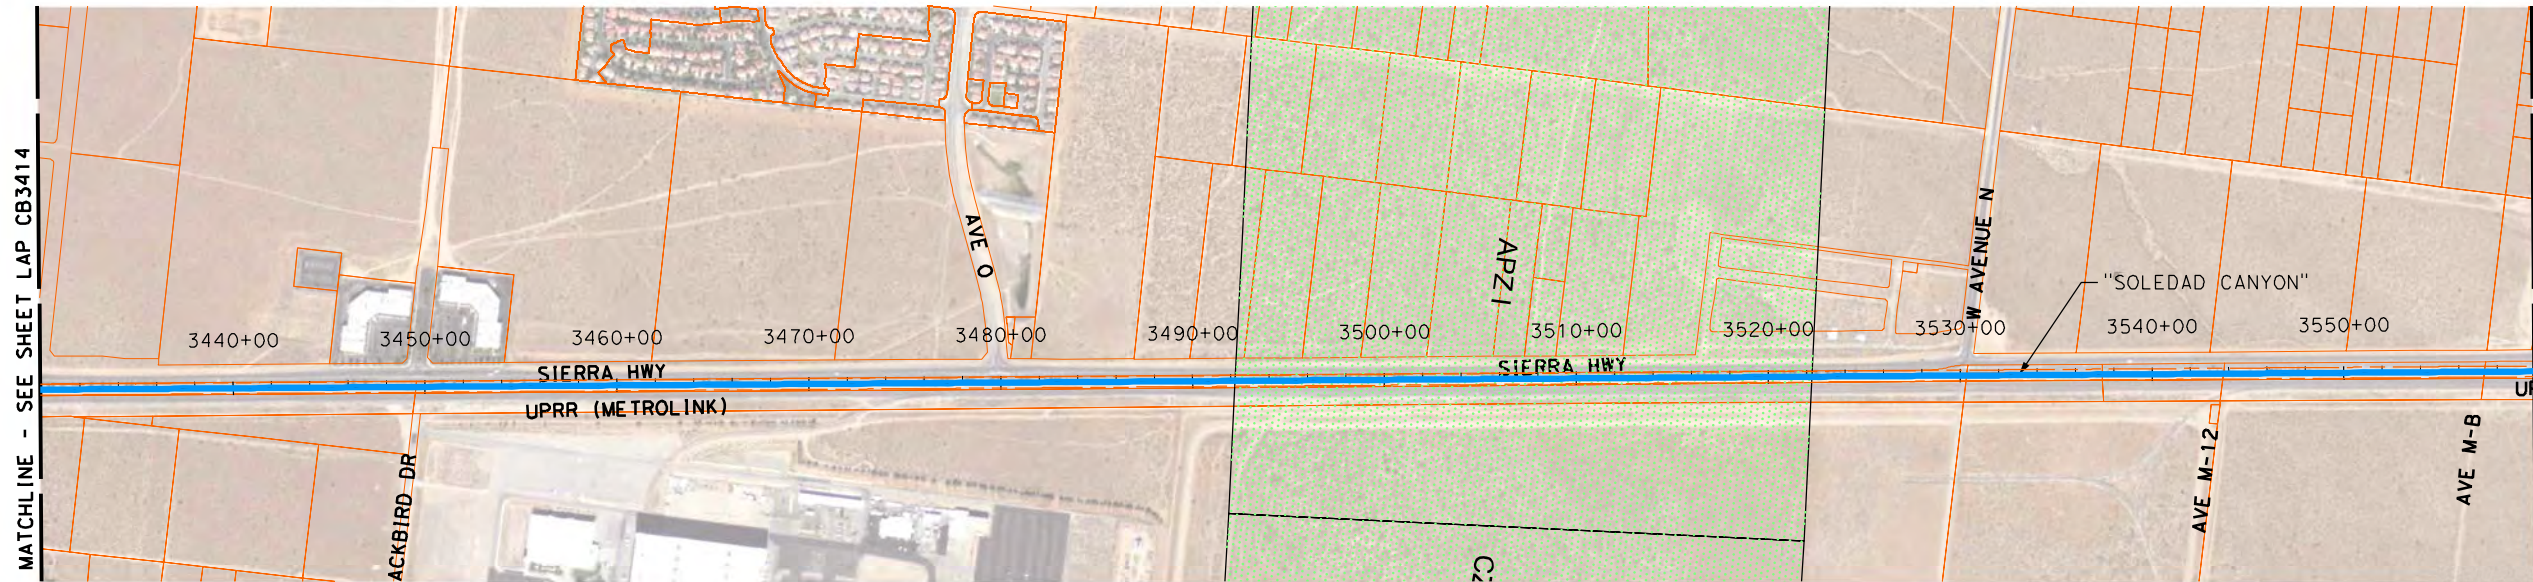 MATCHLINE - SEE SHEET LAP CB3414
AVE O
APZ I
W AVENUE N
"SOLEDAD CANYON"
3440+00
3450+00
3460+00
3470+00
3480+00
3490+00
3500+00
3510+00
3520+00
3530+00
3540+00
3550+00
SIERRA HWY
SIERRA HWY
UPRR (METROLINK)
ACKBIRD DR
AVE M-12
AVE M-B